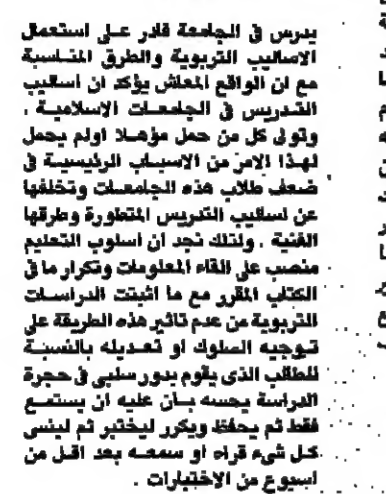 يدرس في الجامعة قادر على استعمال
الاساليب التربوية والطرق المناسبة
مع ان الواقع المعاش يؤكد ان اساليب
التدريس في الجامعات الاسلامية ،
وتولى كل من حمل مؤهلا اولم يحمل
لهذا الامر من الاسباب الرئيسية في
ضعف طلاب هذه الجامعات وتخلفها
عن اساليب التدريس المتطورة وطرقها
الفنية . ولذلك نجد ان اسلوب التعليم
منصب على القاء المعلومات وتكرار ما في
الكتاب المقرر مع ما اثبتت الدراسات
التربوية من عدم تاثير هذه الطريقة على
توجيه السلوك او تعديله بالنسبة
للطالب الذى يقوم بدور سلبى في حجرة
الدراسة يحسه بان عليه ان يستمع
فقط ثم يحفظ ويكرر ليختبر ثم لينسى
كل شىء قراه او سمعه بعد اقل من
اسبوع من الاختبارات .